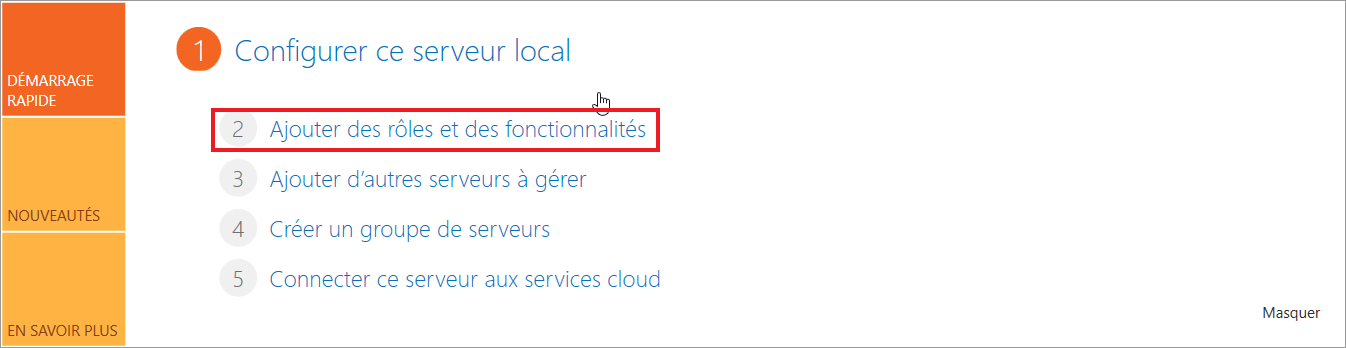 DÉMARRAGE
RAPIDE
NOUVEAUTÉS
EN SAVOIR PLUS
1 Configurer ce serveur local
2 Ajouter des rôles et des fonctionnalités
3 Ajouter d’autres serveurs à gérer
4 Créer un groupe de serveurs
5 Connecter ce serveur aux services cloud
Masquer